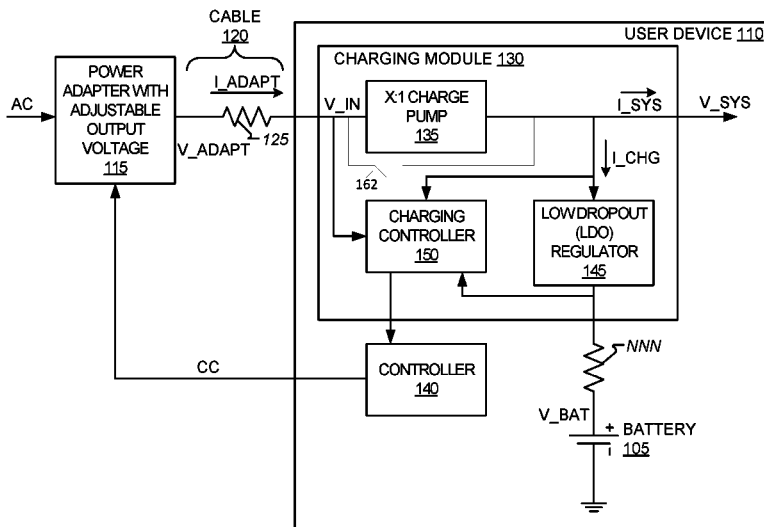 CABLE
120
USER DEVICE 110
CHARGING MODULE 130
POWER
ADAPTER WITH
ADJUSTABLE
OUTPUT
VOLTAGE
115
AC
I_ADAPT
V_ADAPT
125
V_IN
X:1 CHARGE
PUMP
135
I_SYS
V_SYS
I_CHG
162
CHARGING
CONTROLLER
150
LOW DROPOUT
(LDO)
REGULATOR
145
CC
CONTROLLER
140
NNN
V_BAT
+
BATTERY
105